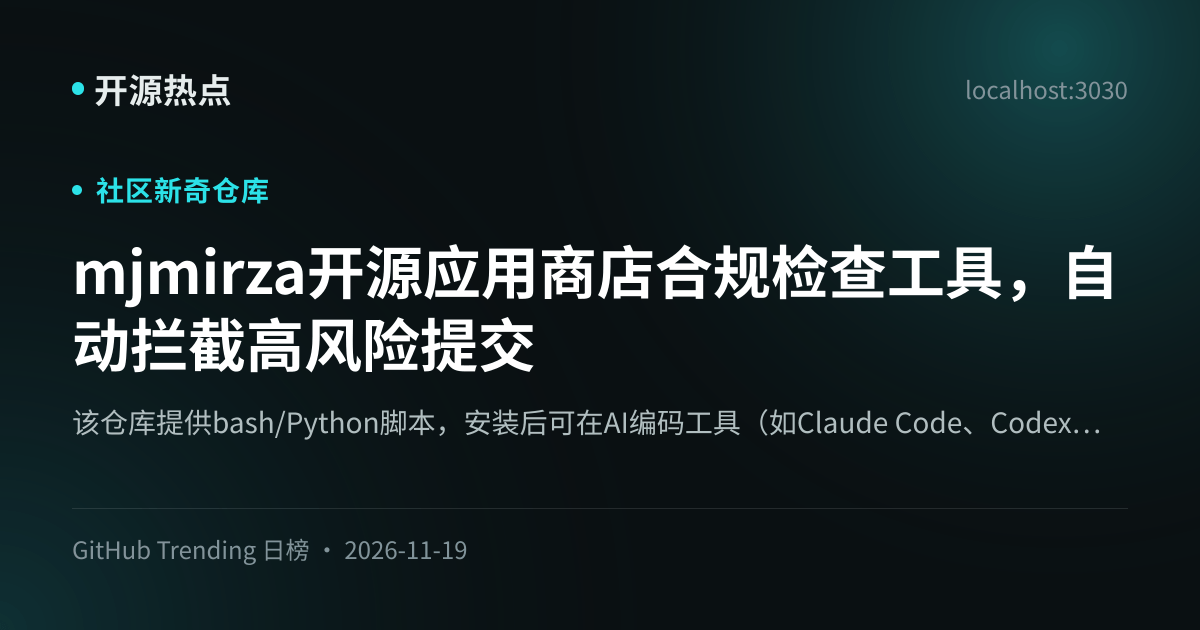 开源热点
localhost:3030
社区新奇仓库
mjmirza开源应用商店合规检查工具，自
动拦截高风险提交
该仓库提供bash/Python脚本，安装后可在AI编码工具（如Claude Code、Codex…
GitHub Trending 日榜 · 2026-11-19